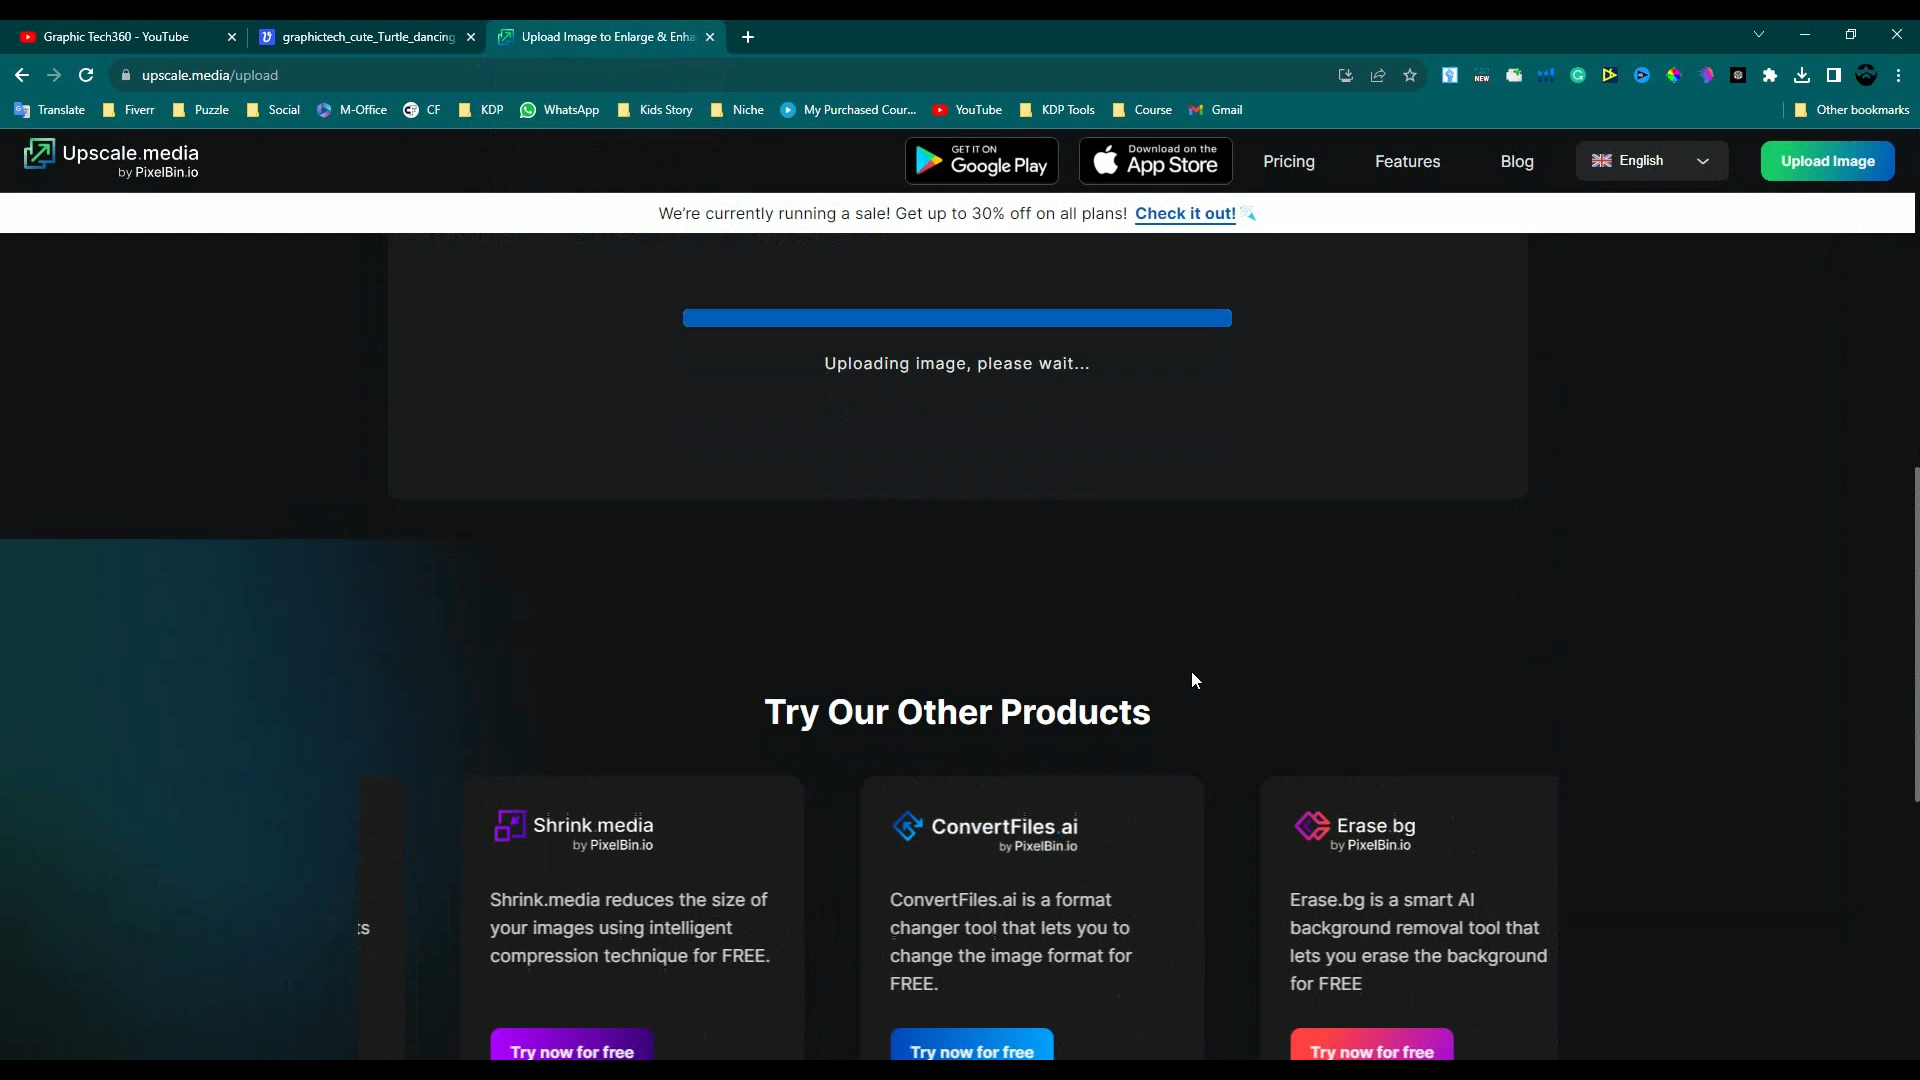 Graphic Tech360 - YouTube
graphictech_cute_Turtle_dancing
Upload Image to Enlarge & Enha
upscale.media/upload
NEW
Translate
Fiverr
Puzzle
Social
M-Office
CF
KDP
WhatsApp
Kids Story
Niche
My Purchased Cour...
YouTube
KDP Tools
Course
Gmail
Other bookmarks
Upscale.media
by PixelBin.io
GET IT ON
Google Play
Download on the
App Store
Pricing
Features
Blog
English
Upload Image
We're currently running a sale! Get up to 30% off on all plans! Check it out!
Uploading image, please wait...
Try Our Other Products
ts
Shrink.media
by PixelBin.io
Shrink.media reduces the size of
your images using intelligent
compression technique for FREE.
Try now for free
ConvertFiles.ai
by PixelBin.io
ConvertFiles.ai is a format
changer tool that lets you to
change the image format for
FREE.
Try now for free
Erase.bg
by PixelBin.io
Erase.bg is a smart AI
background removal tool that
lets you erase the background
for FREE
Try now for free